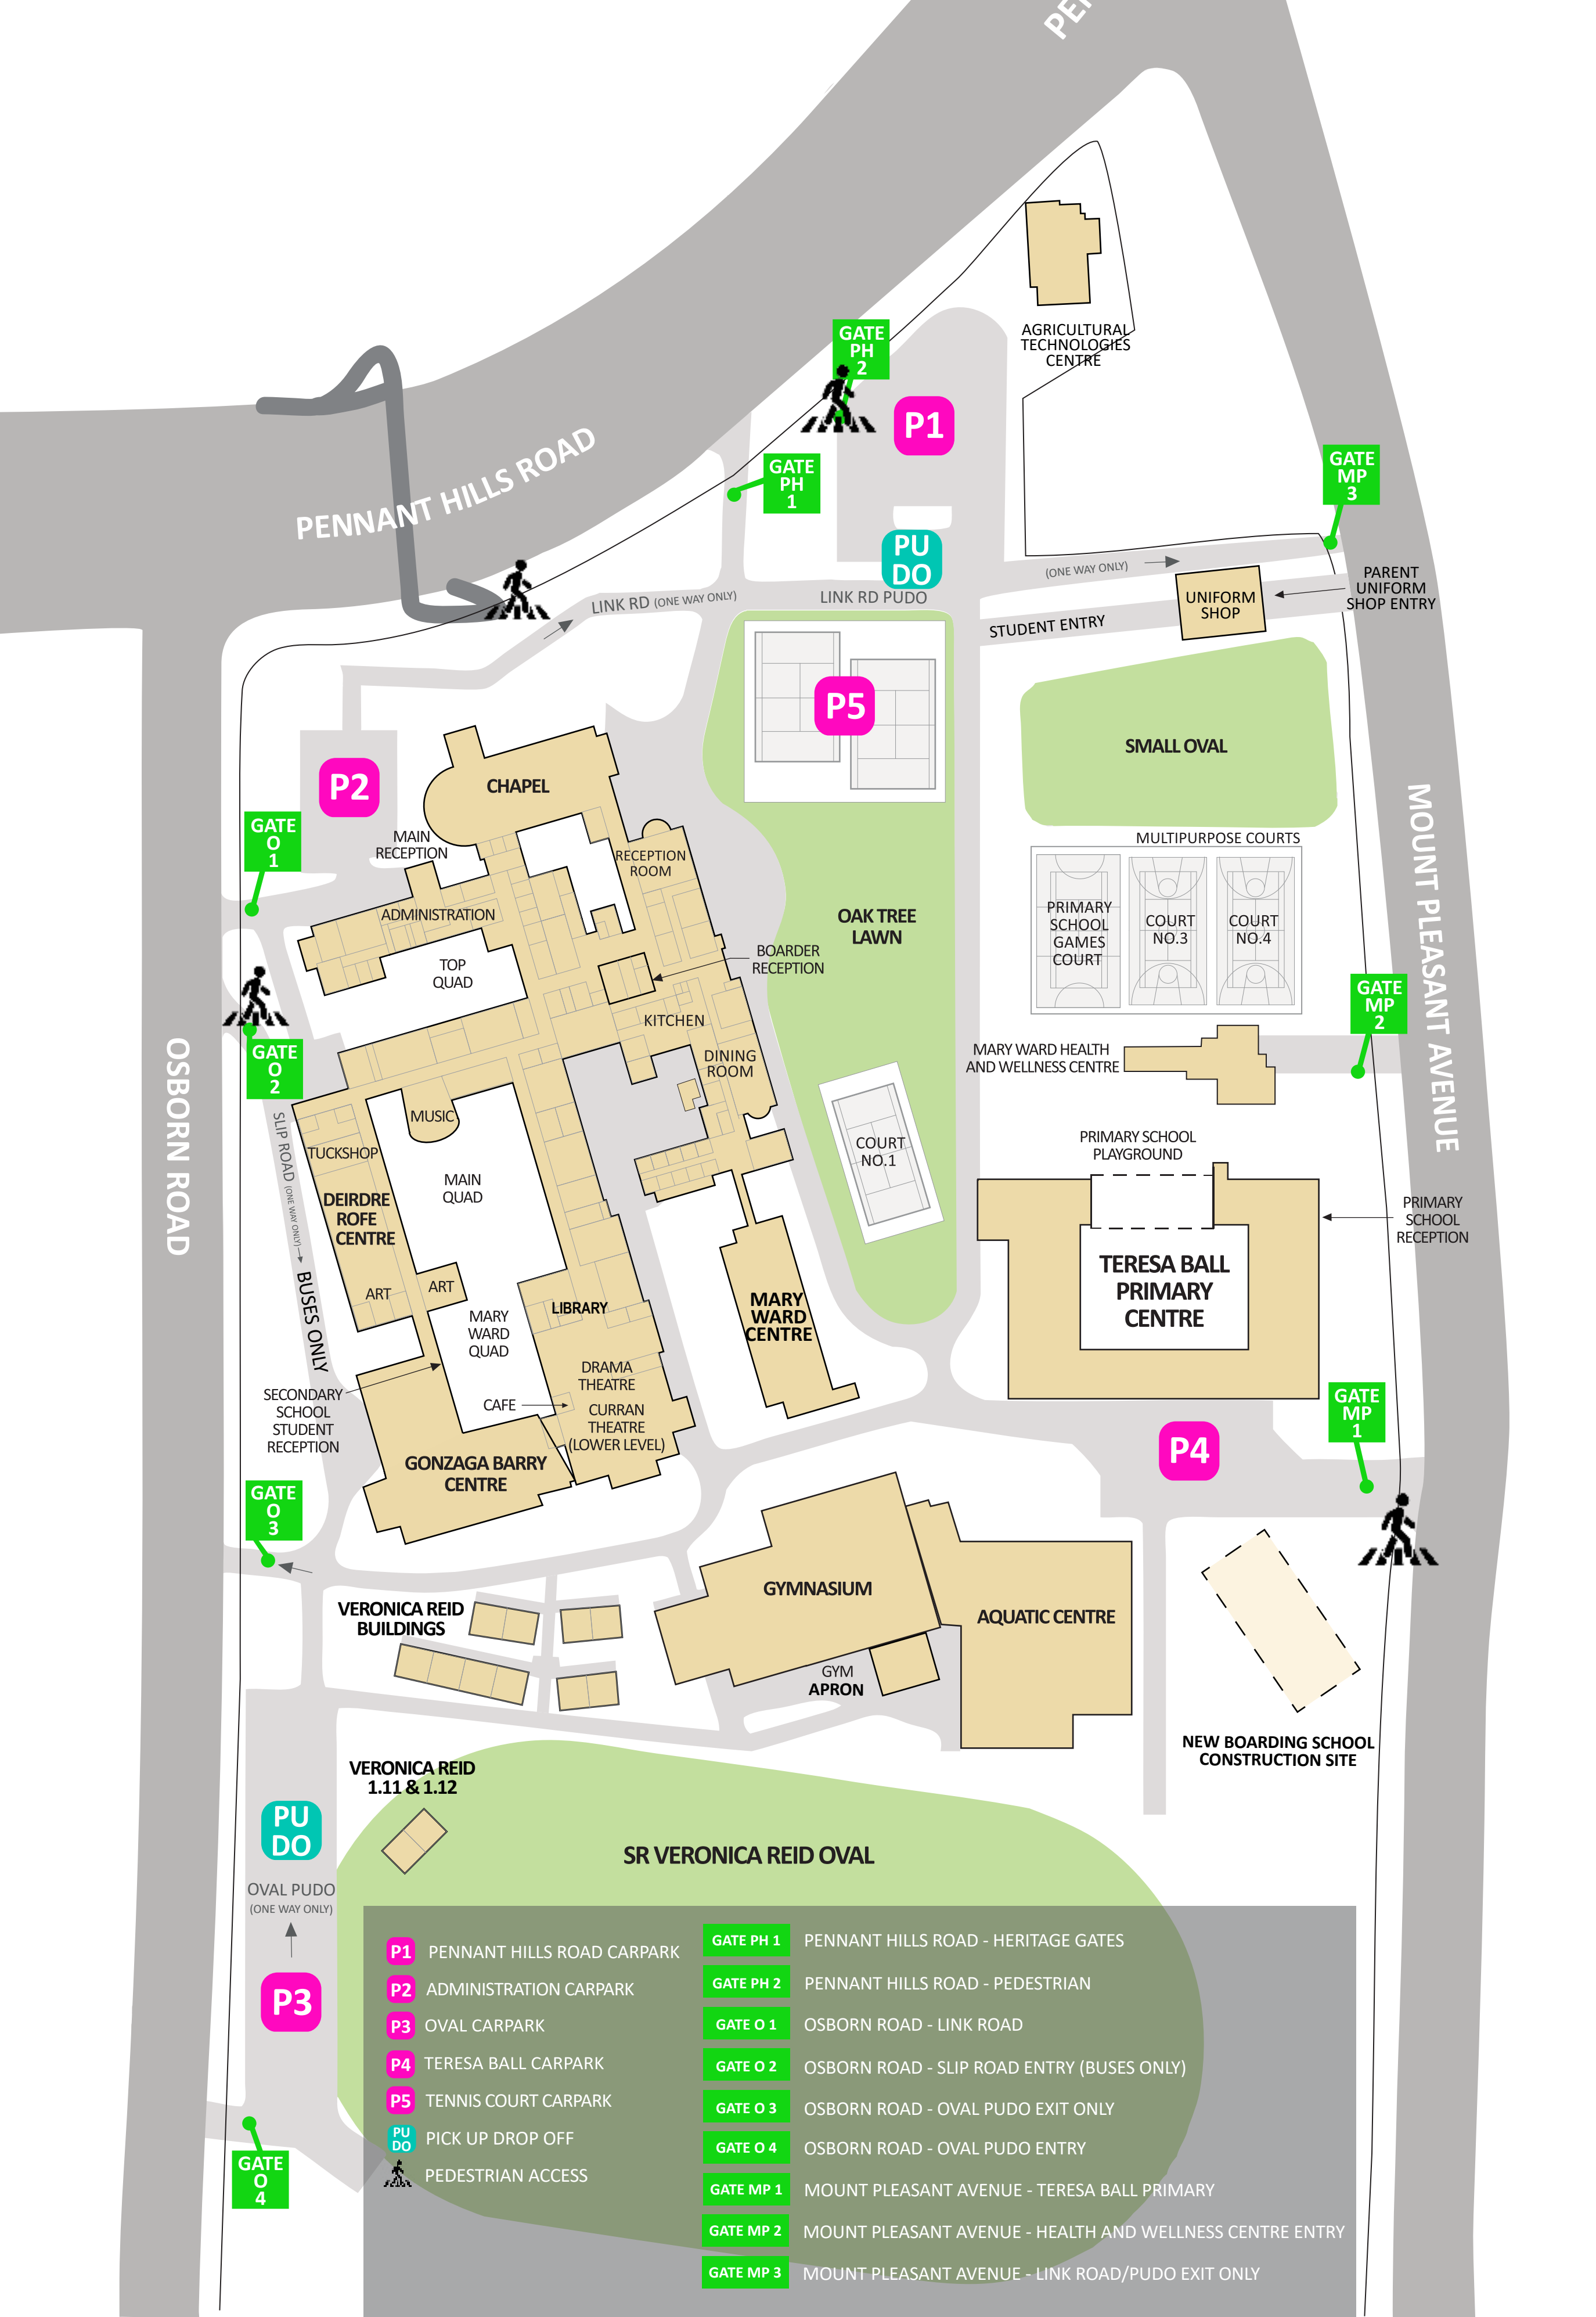 PEN
AGRICULTURAL
TECHNOLOGIES
CENTRE
GATE
PH
2
P1
PENNANT HILLS ROAD
GATE
PH
1
GATE
MP
3
PU
DO
(ONE WAY ONLY)
LINK RD (ONE WAY ONLY)
LINK RD PUDO
PARENT
UNIFORM
SHOP ENTRY
UNIFORM
SHOP
STUDENT ENTRY
P5
SMALL OVAL
P2
CHAPEL
MOUNT PLEASANT AVENUE
GATE
O
1
MAIN
RECEPTION
RECEPTION
ROOM
MULTIPURPOSE COURTS
ADMINISTRATION
OAK TREE
LAWN
PRIMARY
SCHOOL
GAMES
COURT
COURT
NO.3
COURT
NO.4
TOP
QUAD
BOARDER
RECEPTION
GATE
MP
2
KITCHEN
DINING
ROOM
MARY WARD HEALTH
AND WELLNESS CENTRE
OSBORN ROAD
GATE
O
2
SLIP ROAD (ONE WAY ONLY)
BUSES ONLY
MUSIC
TUCKSHOP
MAIN
QUAD
COURT
NO.1
PRIMARY SCHOOL
PLAYGROUND
DEIRDRE
ROFE
CENTRE
PRIMARY
SCHOOL
RECEPTION
TERESA BALL
PRIMARY
CENTRE
ART
ART
LIBRARY
MARY
WARD
CENTRE
MARY
WARD
QUAD
DRAMA
THEATRE
SECONDARY
SCHOOL
STUDENT
RECEPTION
CAFE
CURRAN
THEATRE
(LOWER LEVEL)
GATE
MP
1
P4
GONZAGA BARRY
CENTRE
GATE
O
3
GYMNASIUM
AQUATIC CENTRE
VERONICA REID
BUILDINGS
GYM
APRON
NEW BOARDING SCHOOL
CONSTRUCTION SITE
VERONICA REID
1.11 & 1.12
PU
DO
SR VERONICA REID OVAL
OVAL PUDO
(ONE WAY ONLY)
P3
GATE
O
4
P1 PENNANT HILLS ROAD CARPARK
P2 ADMINISTRATION CARPARK
P3 OVAL CARPARK
P4 TERESA BALL CARPARK
P5 TENNIS COURT CARPARK
PU
DO PICK UP DROP OFF
PEDESTRIAN ACCESS
GATE PH 1 PENNANT HILLS ROAD - HERITAGE GATES
GATE PH 2 PENNANT HILLS ROAD - PEDESTRIAN
GATE O 1 OSBORN ROAD - LINK ROAD
GATE O 2 OSBORN ROAD - SLIP ROAD ENTRY (BUSES ONLY)
GATE O 3 OSBORN ROAD - OVAL PUDO EXIT ONLY
GATE O 4 OSBORN ROAD - OVAL PUDO ENTRY
GATE MP 1 MOUNT PLEASANT AVENUE - TERESA BALL PRIMARY
GATE MP 2 MOUNT PLEASANT AVENUE - HEALTH AND WELLNESS CENTRE ENTRY
GATE MP 3 MOUNT PLEASANT AVENUE - LINK ROAD/PUDO EXIT ONLY